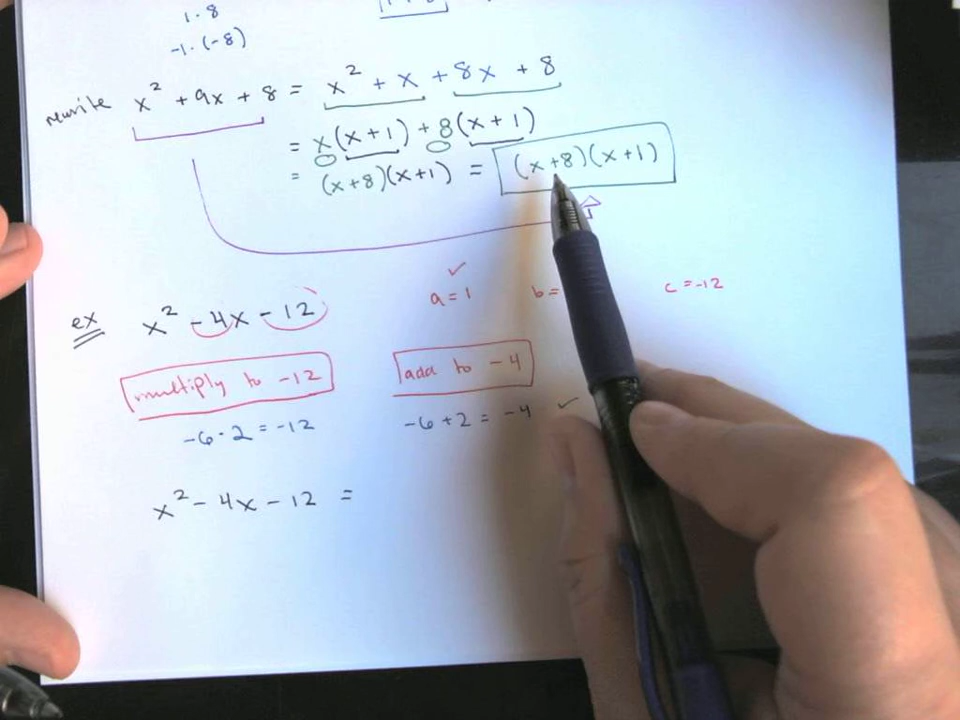 1 · 8
-1 · (-8)
rewrite x² + 9x + 8 = x² + x + 8x + 8
= x(x+1) + 8(x+1)
= (x+8)(x+1) = (x+8)(x+1)
✓
a = 1 b = c = -12
ex x² - 4x - 12
multiply to -12 add to -4
-6 · 2 = -12 -6 + 2 = -4 ✓
x² - 4x - 12 =